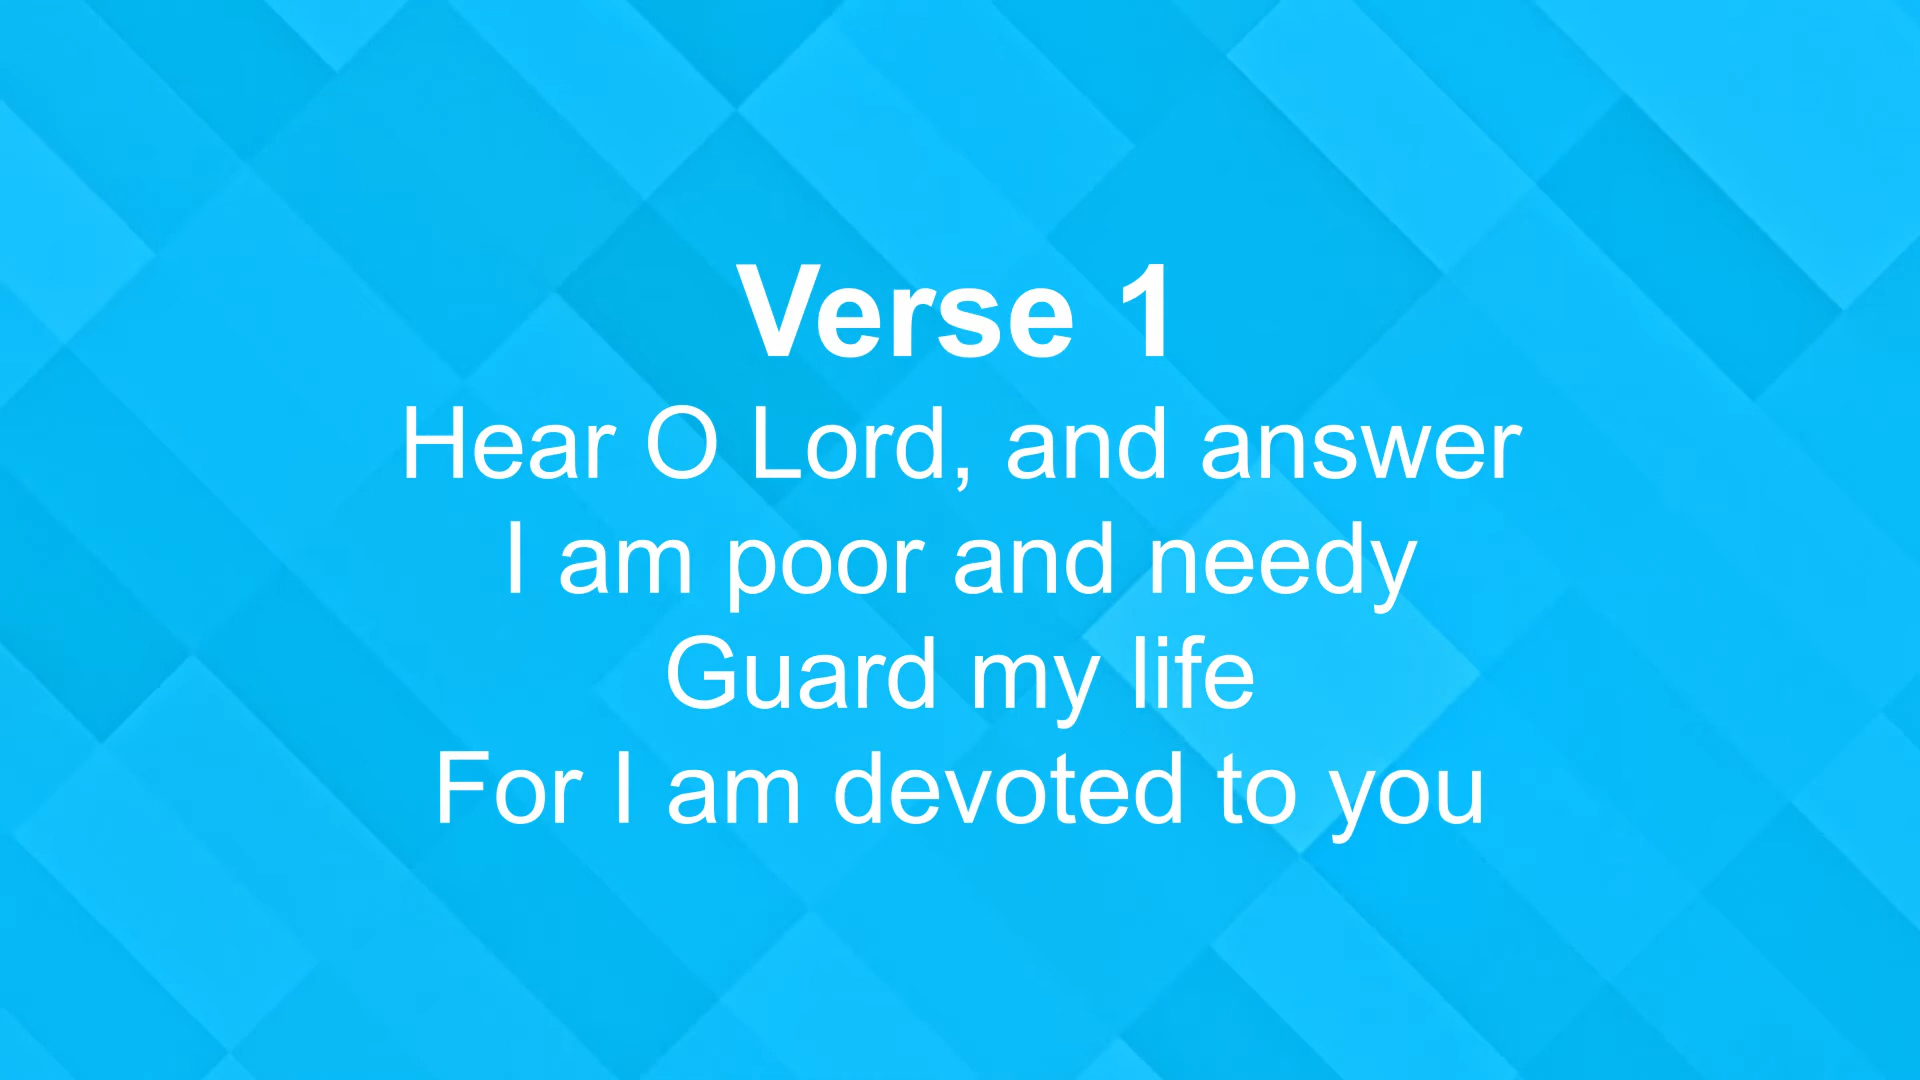 Verse 1
Hear O Lord, and answer
I am poor and needy
Guard my life
For I am devoted to you